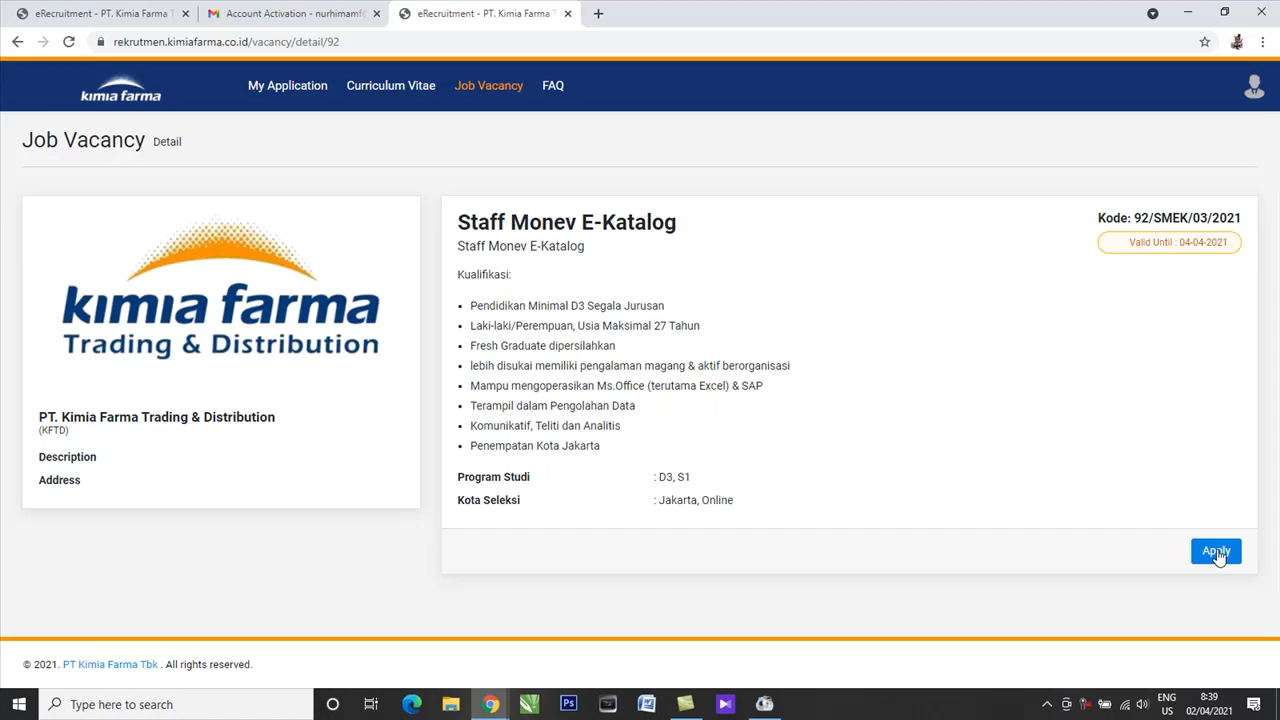 eRecruitment - PT. Kimia Farma T
Account Activation - nurhimamf@
eRecruitment - PT. Kimia Farma T
rekrutmen.kimiafarma.co.id/vacancy/detail/92
kimia farma
My Application
Curriculum Vitae
Job Vacancy
FAQ
Job Vacancy Detail
kimia farma
Trading & Distribution
PT. Kimia Farma Trading & Distribution
(KFTD)
Description
Address
Staff Monev E-Katalog
Kode: 92/SMEK/03/2021
Staff Monev E-Katalog
Valid Until : 04-04-2021
Kualifikasi:
• Pendidikan Minimal D3 Segala Jurusan
• Laki-laki/Perempuan, Usia Maksimal 27 Tahun
• Fresh Graduate dipersilahkan
• lebih disukai memiliki pengalaman magang & aktif berorganisasi
• Mampu mengoperasikan Ms.Office (terutama Excel) & SAP
• Terampil dalam Pengolahan Data
• Komunikatif, Teliti dan Analitis
• Penempatan Kota Jakarta
Program Studi : D3, S1
Kota Seleksi : Jakarta, Online
Apply
© 2021. PT Kimia Farma Tbk . All rights reserved.
Type here to search
Ps
ENG
US
8:39
02/04/2021